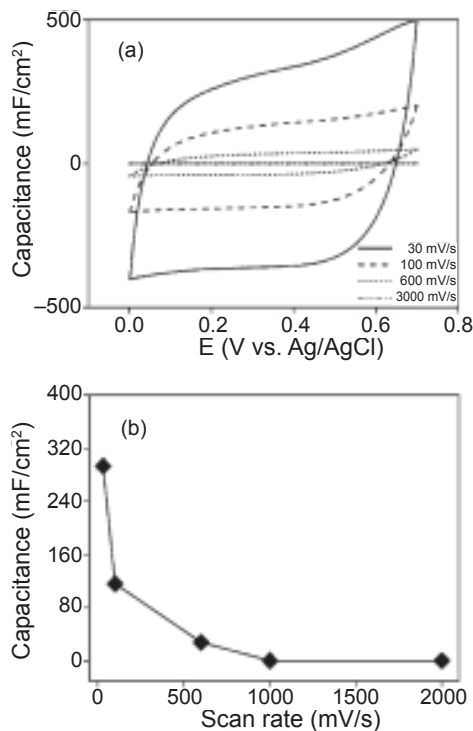 500
(a)
0
−500
Capacitance (mF/cm²)
30 mV/s
100 mV/s
600 mV/s
3000 mV/s
0.0 0.2 0.4 0.6 0.8
E (V vs. Ag/AgCl)
400
(b)
320
240
160
80
0
Capacitance (mF/cm²)
0 500 1000 1500 2000
Scan rate (mV/s)